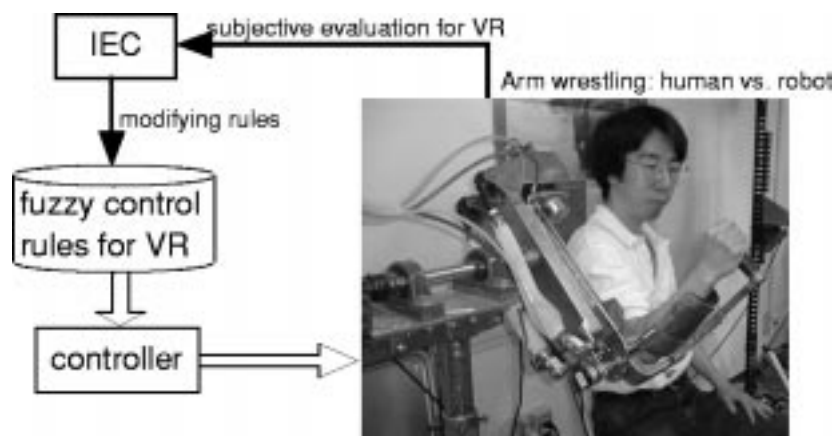 IEC
subjective evaluation for VR
Arm wrestling: human vs. robot
modifying rules
fuzzy control
rules for VR
controller